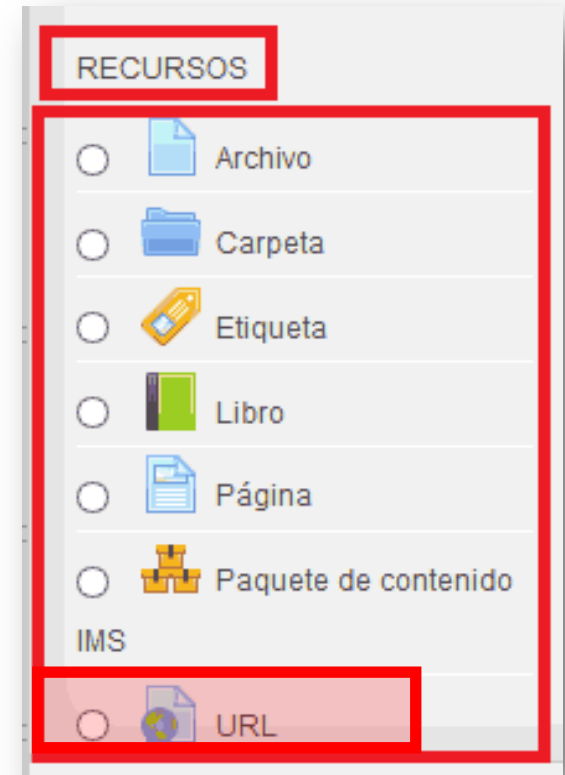 RECURSOS
Archivo
Carpeta
Etiqueta
Libro
Página
Paquete de contenido
IMS
URL